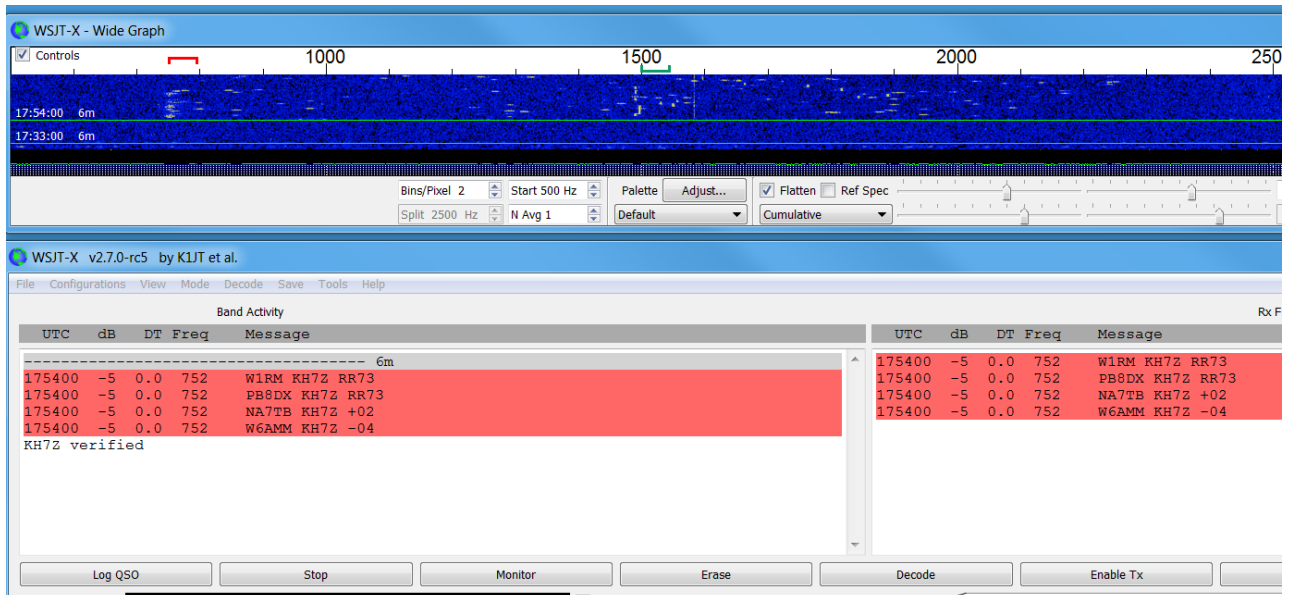 WSJT-X - Wide Graph
Controls 1000 1500 2000 250
17:54:00 6m
17:33:00 6m
Bins/Pixel 2 Start 500 Hz Palette Adjust... Flatten Ref Spec
Split 2500 Hz N Avg 1 Default Cumulative
WSJT-X v2.7.0-rc5 by K1JT et al.
File Configurations View Mode Decode Save Tools Help
Band Activity Rx F
UTC dB DT Freq Message UTC dB DT Freq Message
------------------------------------- 6m
175400 -5 0.0 752 W1RM KH7Z RR73 175400 -5 0.0 752 W1RM KH7Z RR73
175400 -5 0.0 752 PB8DX KH7Z RR73 175400 -5 0.0 752 PB8DX KH7Z RR73
175400 -5 0.0 752 NA7TB KH7Z +02 175400 -5 0.0 752 NA7TB KH7Z +02
175400 -5 0.0 752 W6AMM KH7Z -04 175400 -5 0.0 752 W6AMM KH7Z -04
KH7Z verified
Log QSO Stop Monitor Erase Decode Enable Tx